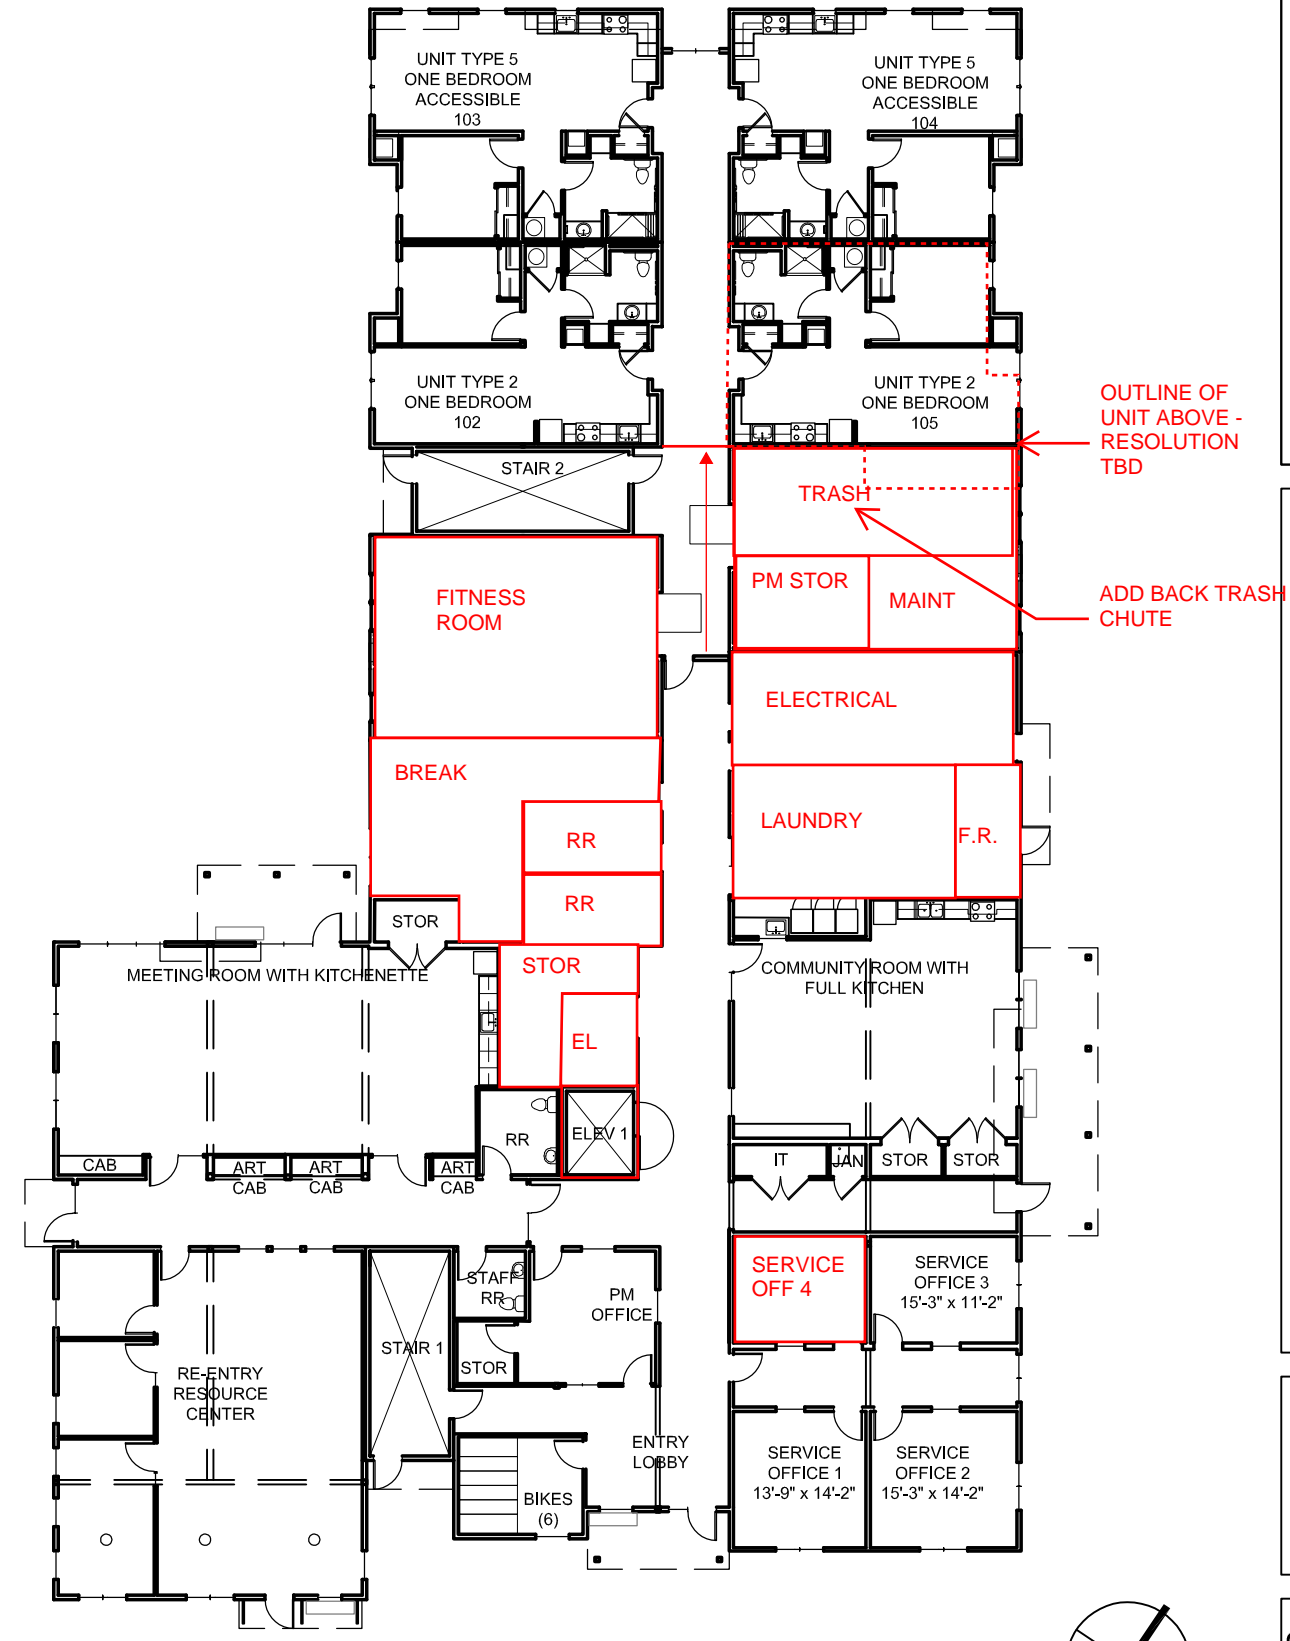 UNIT TYPE 5
ONE BEDROOM
ACCESSIBLE
103
UNIT TYPE 5
ONE BEDROOM
ACCESSIBLE
104
UNIT TYPE 2
ONE BEDROOM
102
UNIT TYPE 2
ONE BEDROOM
105
OUTLINE OF
UNIT ABOVE -
RESOLUTION
TBD
STAIR 2
TRASH
PM STOR
MAINT
ADD BACK TRASH
CHUTE
FITNESS
ROOM
ELECTRICAL
BREAK
LAUNDRY
F.R.
RR
RR
STOR
STOR
MEETING ROOM WITH KITCHENETTE
COMMUNITY ROOM WITH
FULL KITCHEN
EL
ELEV 1
RR
CAB
ART
CAB
ART
CAB
ART
CAB
IT
JAN
STOR
STOR
SERVICE
OFF 4
SERVICE
OFFICE 3
15'-3" x 11'-2"
STAFF
RR
PM
OFFICE
STAIR 1
STOR
RE-ENTRY
RESOURCE
CENTER
ENTRY
LOBBY
BIKES
(6)
SERVICE
OFFICE 1
13'-9" x 14'-2"
SERVICE
OFFICE 2
15'-3" x 14'-2"